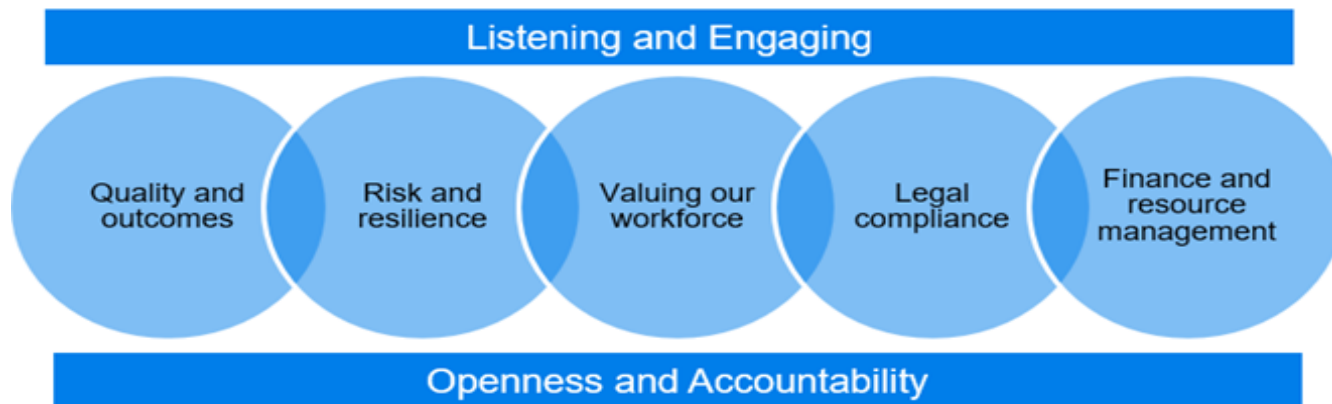 Listening and Engaging
Quality and
outcomes
Risk and
resilience
Valuing our
workforce
Legal
compliance
Finance and
resource
management
Openness and Accountability